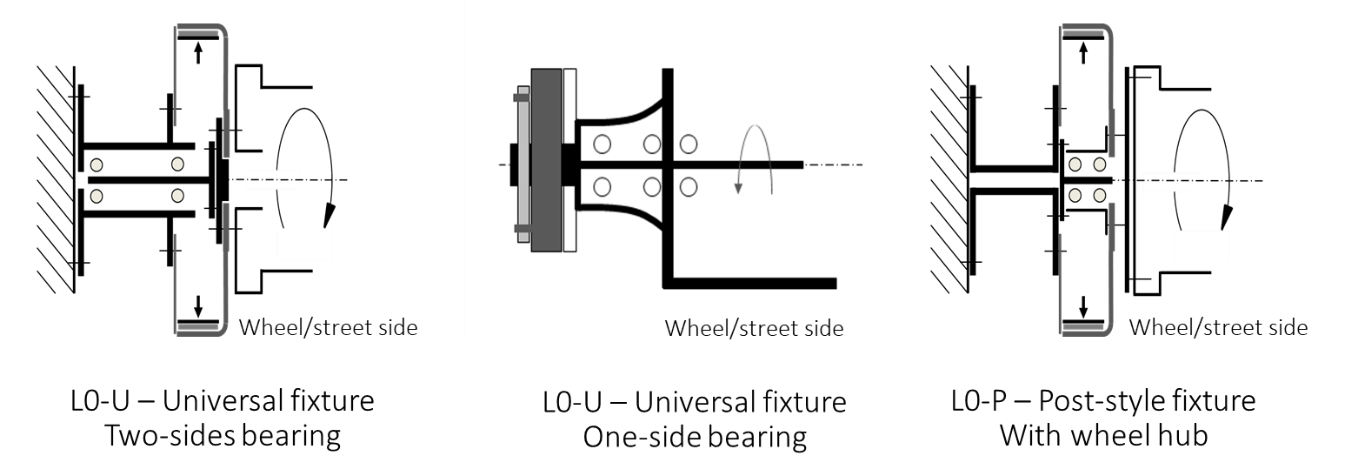 Wheel/street side
L0-U – Universal fixture
Two-sides bearing
Wheel/street side
L0-U – Universal fixture
One-side bearing
Wheel/street side
L0-P – Post-style fixture
With wheel hub